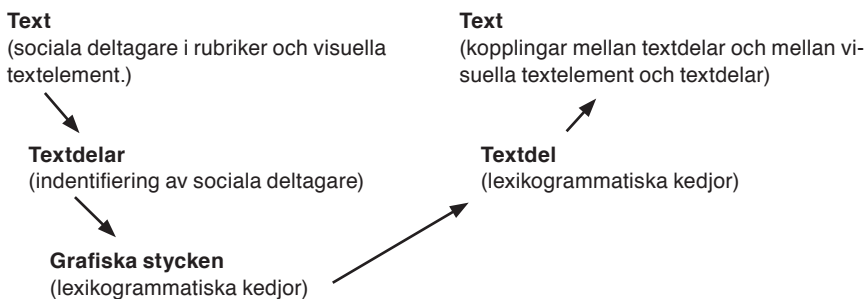 Text
(sociala deltagare i rubriker och visuella
textelement.)
Textdelar
(indentifiering av sociala deltagare)
Grafiska stycken
(lexikogrammatiska kedjor)
Text
(kopplingar mellan textdelar och mellan vi-
suella textelement och textdelar)
Textdel
(lexikogrammatiska kedjor)